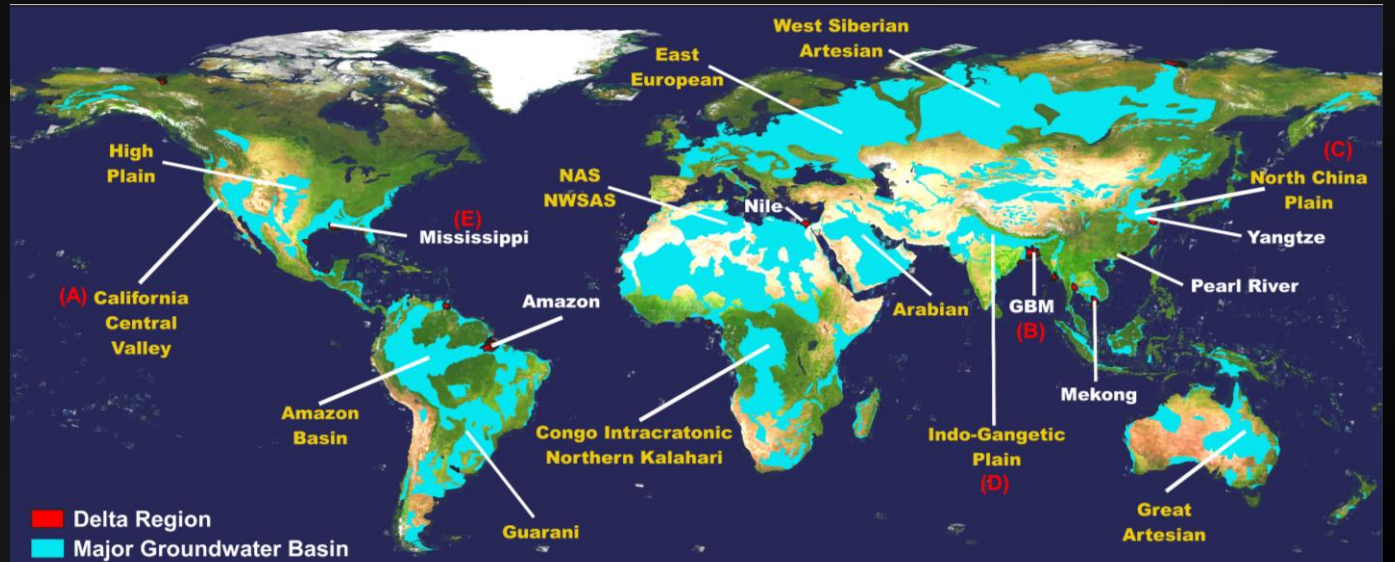 West Siberian
Artesian
East
European
High
Plain
(C)
North China
Plain
NAS
NWSAS
Nile
(E)
Mississippi
Yangtze
(A) California
Central
Valley
Amazon
Arabian
GBM
(B)
Pearl River
Mekong
Amazon
Basin
Congo Intracratonic
Northern Kalahari
Indo-Gangetic
Plain
(D)
Guarani
Great
Artesian
Delta Region
Major Groundwater Basin